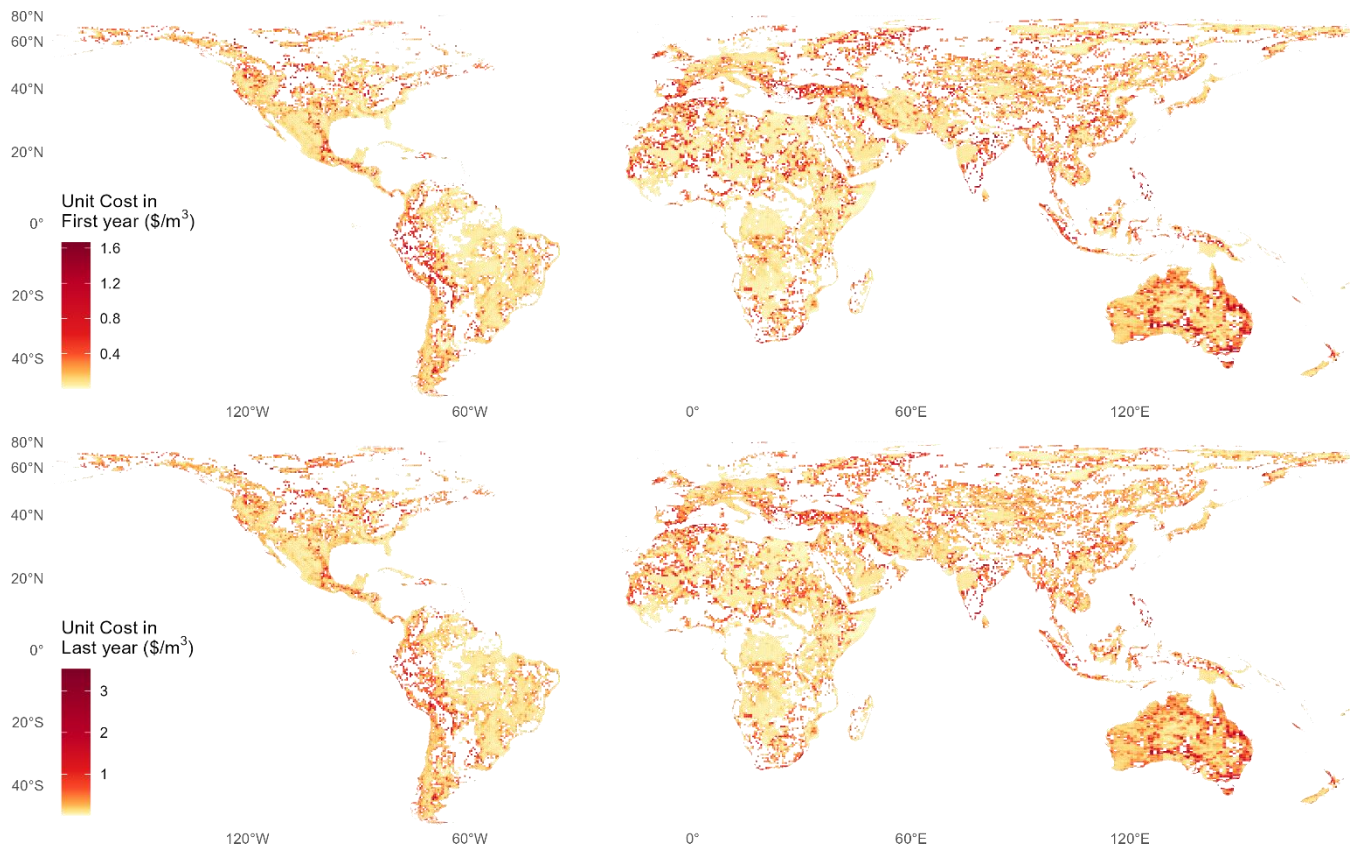 80°N
60°N
40°N
20°N
Unit Cost in
First year ($/m³)
0°
1.6
1.2
20°S
0.8
0.4
40°S
120°W 60°W 0° 60°E 120°E
80°N
60°N
40°N
20°N
Unit Cost in
Last year ($/m³)
0°
3
20°S
2
1
40°S
120°W 60°W 0° 60°E 120°E